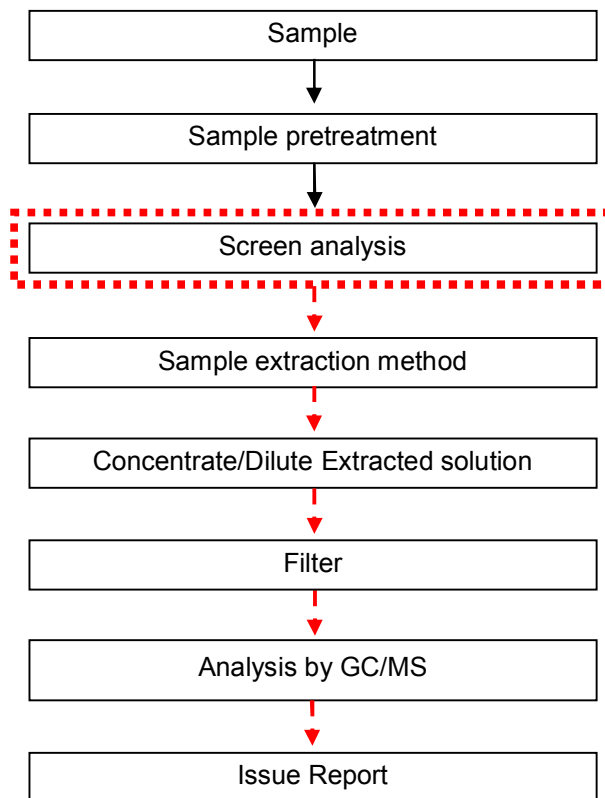 Sample
Sample pretreatment
Screen analysis
Sample extraction method
Concentrate/Dilute Extracted solution
Filter
Analysis by GC/MS
Issue Report